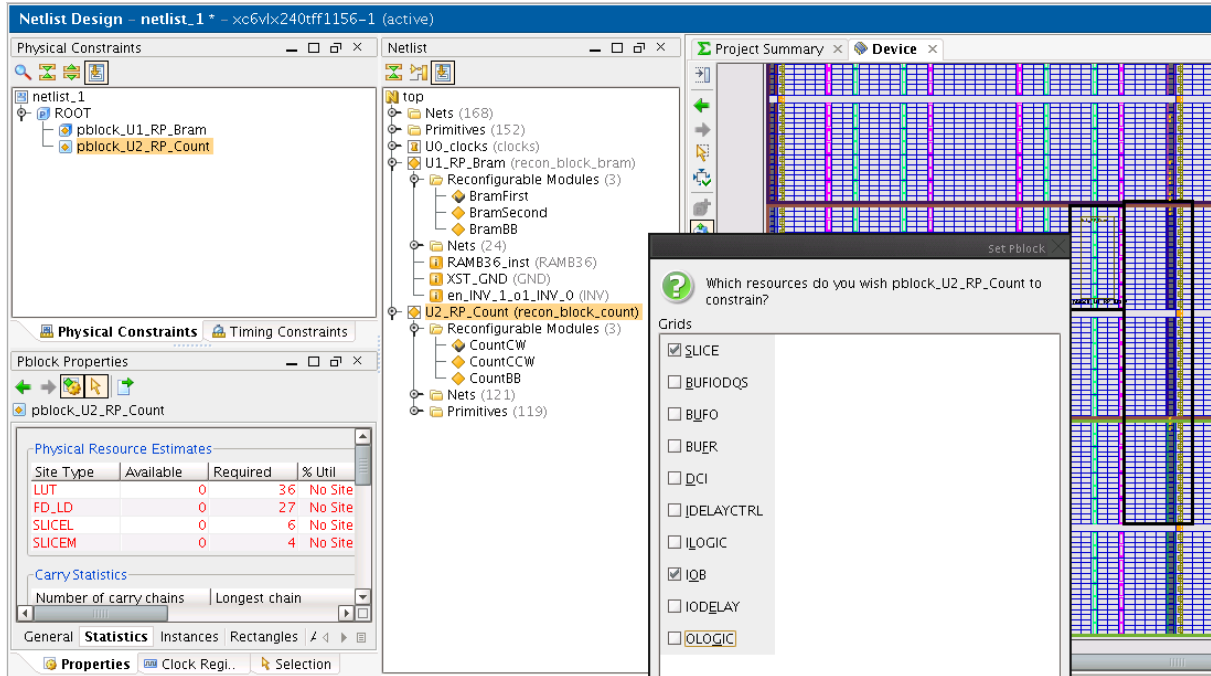 Netlist Design - netlist_1 * - xc6vlx240tff1156-1 (active)
Physical Constraints
netlist_1
ROOT
pblock_U1_RP_Bram
pblock_U2_RP_Count
Physical Constraints
Timing Constraints
Pblock Properties
pblock_U2_RP_Count
Physical Resource Estimates
Site Type Available Required % Util
LUT 0 36 No Site
FD_LD 0 27 No Site
SLICEL 0 6 No Site
SLICEM 0 4 No Site
Carry Statistics
Number of carry chains Longest chain
General Statistics Instances Rectangles
Properties Clock Regi.. Selection
Netlist
top
Nets (168)
Primitives (152)
U0_clocks (clocks)
U1_RP_Bram (recon_block_bram)
Reconfigurable Modules (3)
BramFirst
BramSecond
BramBB
Nets (24)
RAMB36_inst (RAMB36)
XST_GND (GND)
en_INV_1_o1_INV_0 (INV)
U2_RP_Count (recon_block_count)
Reconfigurable Modules (3)
CountCW
CountCCW
CountBB
Nets (121)
Primitives (119)
Project Summary
Device
Set Pblock
Which resources do you wish pblock_U2_RP_Count to
constrain?
Grids
SLICE
BUFIODQS
BUFO
BUFR
DCI
IDELAYCTRL
ILOGIC
IOB
IODELAY
OLOGIC